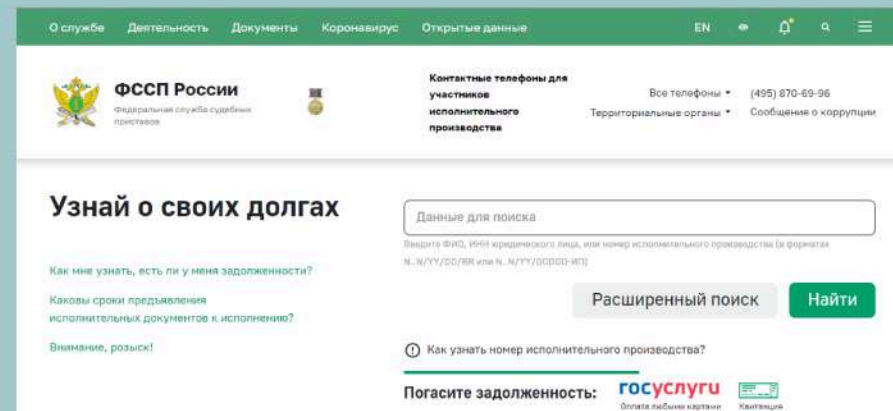 О службе Деятельность Документы Коронавирус Открытые данные EN
ФССП России
Федеральная служба судебных
приставов
Контактные телефоны для
участников
исполнительного
производства
Все телефоны
Территориальные органы
(495) 870-69-96
Сообщение о коррупции
Узнай о своих долгах
Как мне узнать, есть ли у меня задолженности?
Каковы сроки предъявления
исполнительных документов к исполнению?
Внимание, розыск!
Данные для поиска
Введите ФИО, ИНН юридического лица, или номер исполнительного производства (в форматах
N..N/YY/DD/RR или N..N/YY/DDDDD-ИП)
Расширенный поиск Найти
Как узнать номер исполнительного производства?
Погасите задолженность:
госуслуги
Оплата любыми картами
Квитанция